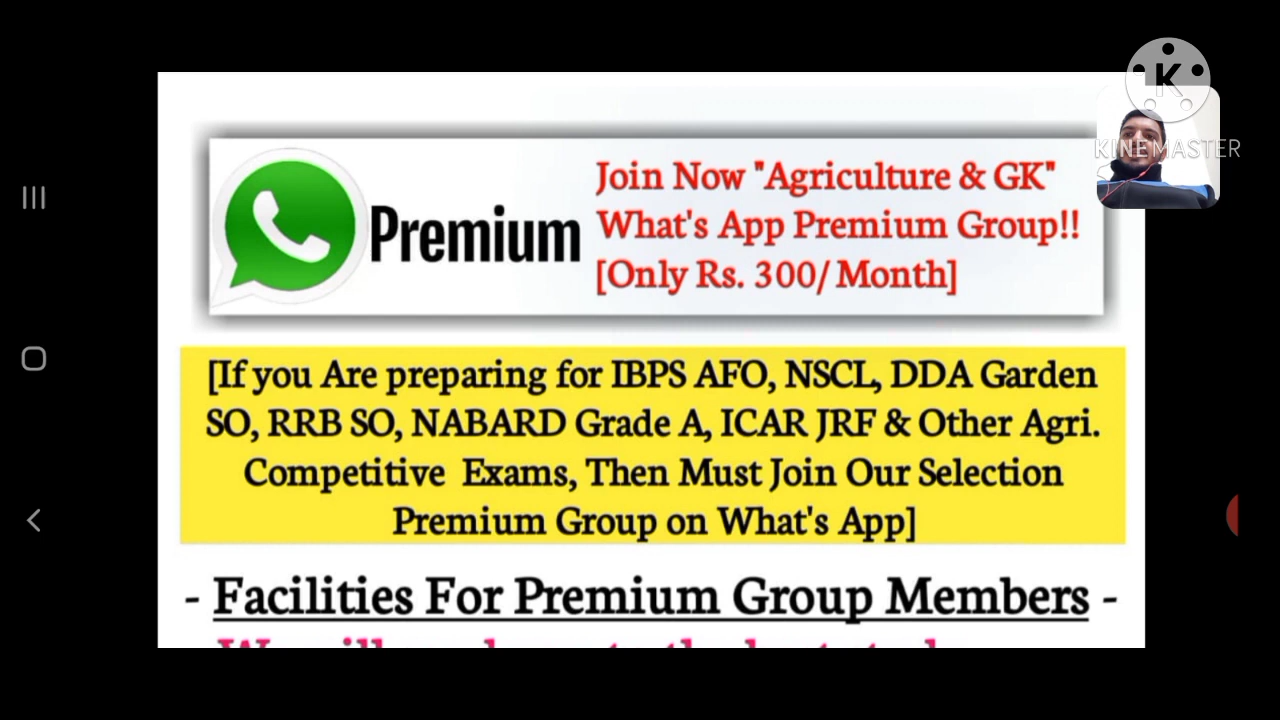 KINEMASTER
Join Now "Agriculture & GK"
Premium
What's App Premium Group!!
[Only Rs. 300/ Month]
[If you Are preparing for IBPS AFO, NSCL, DDA Garden
SO, RRB SO, NABARD Grade A, ICAR JRF & Other Agri.
Competitive Exams, Then Must Join Our Selection
Premium Group on What's App]
- Facilities For Premium Group Members -